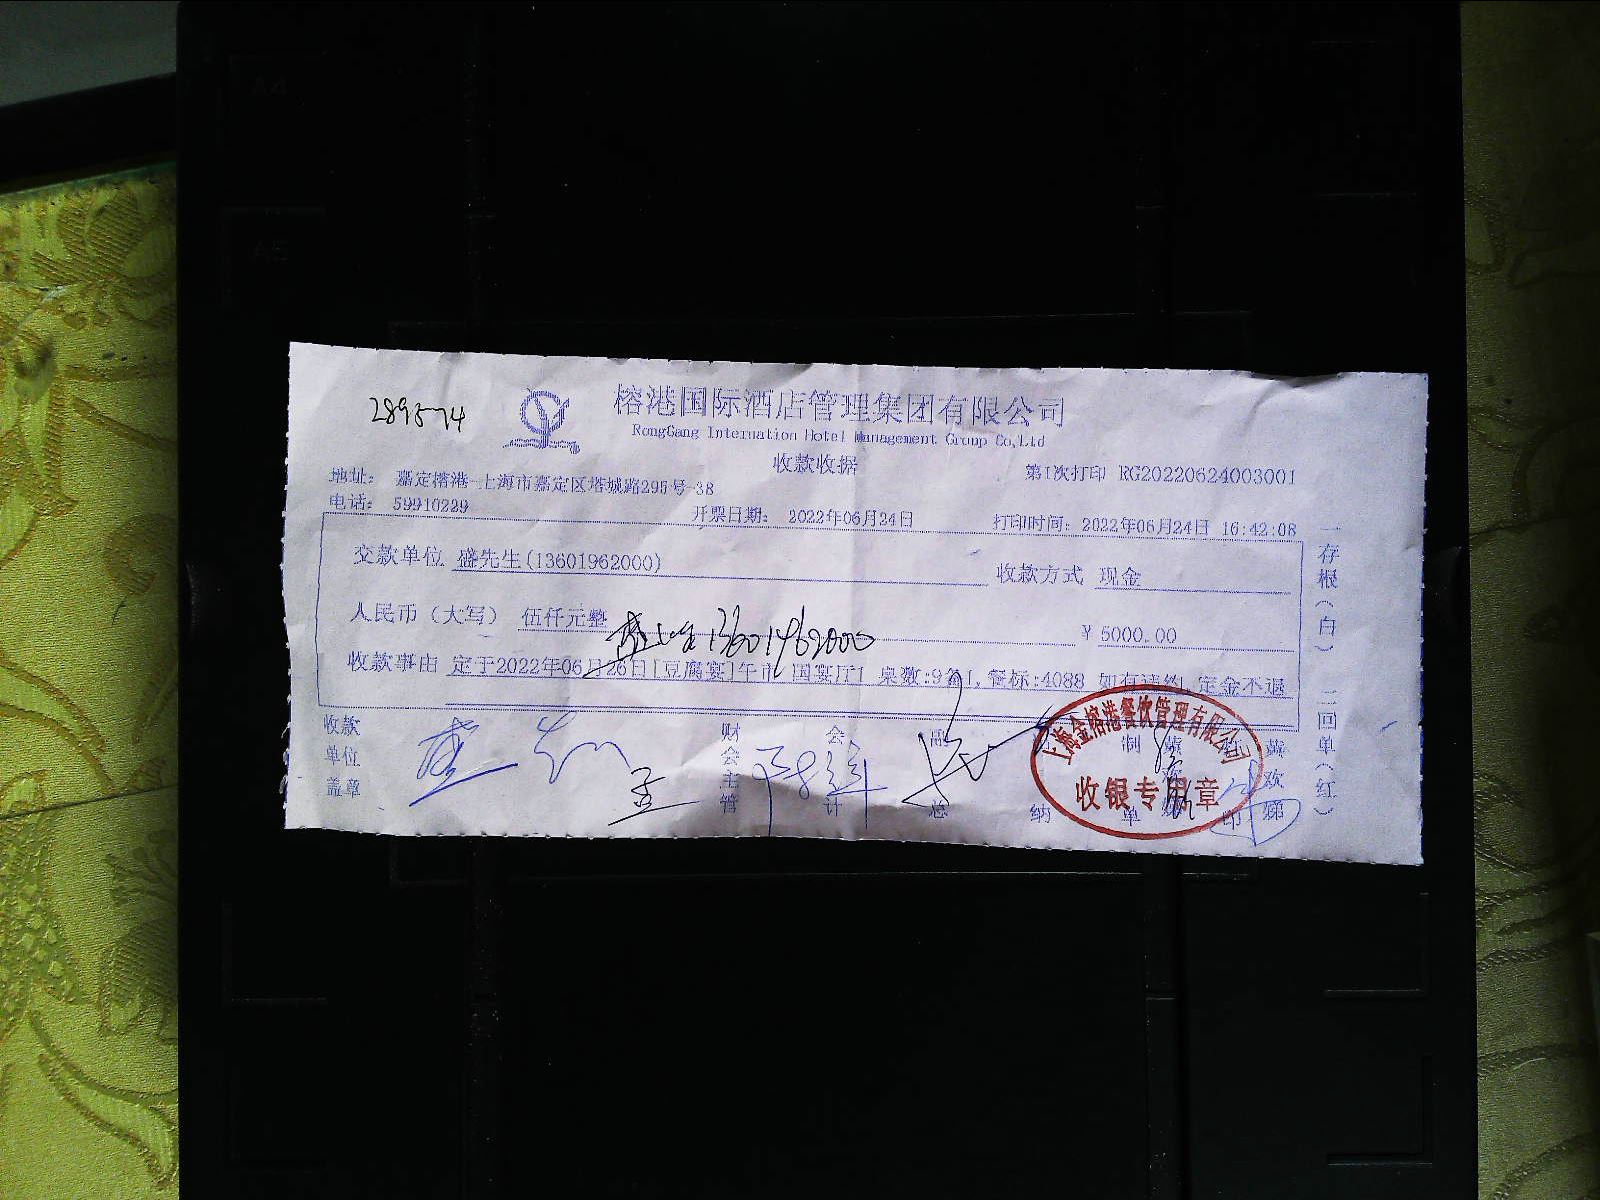 289574
榕港国际酒店管理集团有限公司
RongGang Internation Hotel Management Group Co,Ltd
收款收据
第1次打印 RG20220624003001
地址： 嘉定榕港-上海市嘉定区塔城路295号-38
电话： 59910229
开票日期： 2022年06月24日
打印时间：2022年06月24日 16:42:08
交款单位 盛先生(13601962000)
收款方式 现金
人民币（大写） 伍仟元整
¥ 5000.00
13601962000
收款事由 定于2022年06月26日[豆腐宴]午市 国宴厅1 桌数:9备1,餐标:4088 如有违约,定金不退
收款单位盖章
财会主管
会计
副总
纳
制单
印
欢
上海金榕港餐饮管理有限公司
收银专用章
一存根（白） 二回单（红）
A4
A5